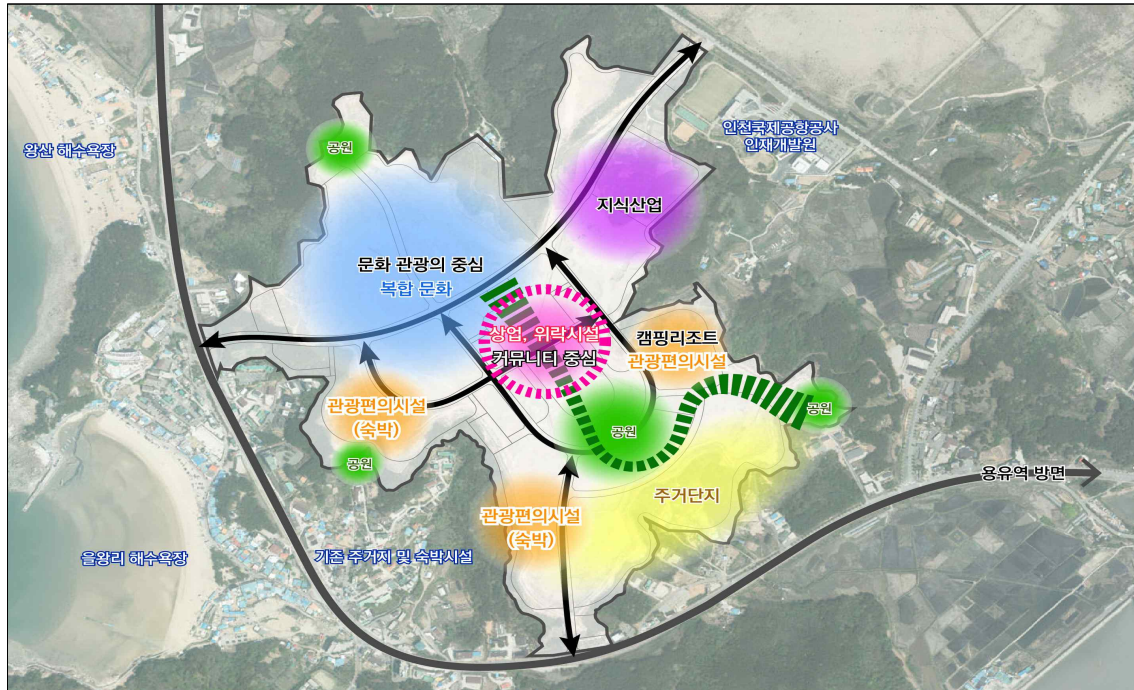 왕산 해수욕장
공원
인천국제공항공사
인재개발원
지식산업
문화 관광의 중심
복합 문화
상업, 위락시설
커뮤니티 중심
캠핑리조트
관광편의시설
관광편의시설
(숙박)
공원
공원
공원
용유역 방면
주거단지
관광편의시설
(숙박)
을왕리 해수욕장
기존 주거지 및 숙박시설